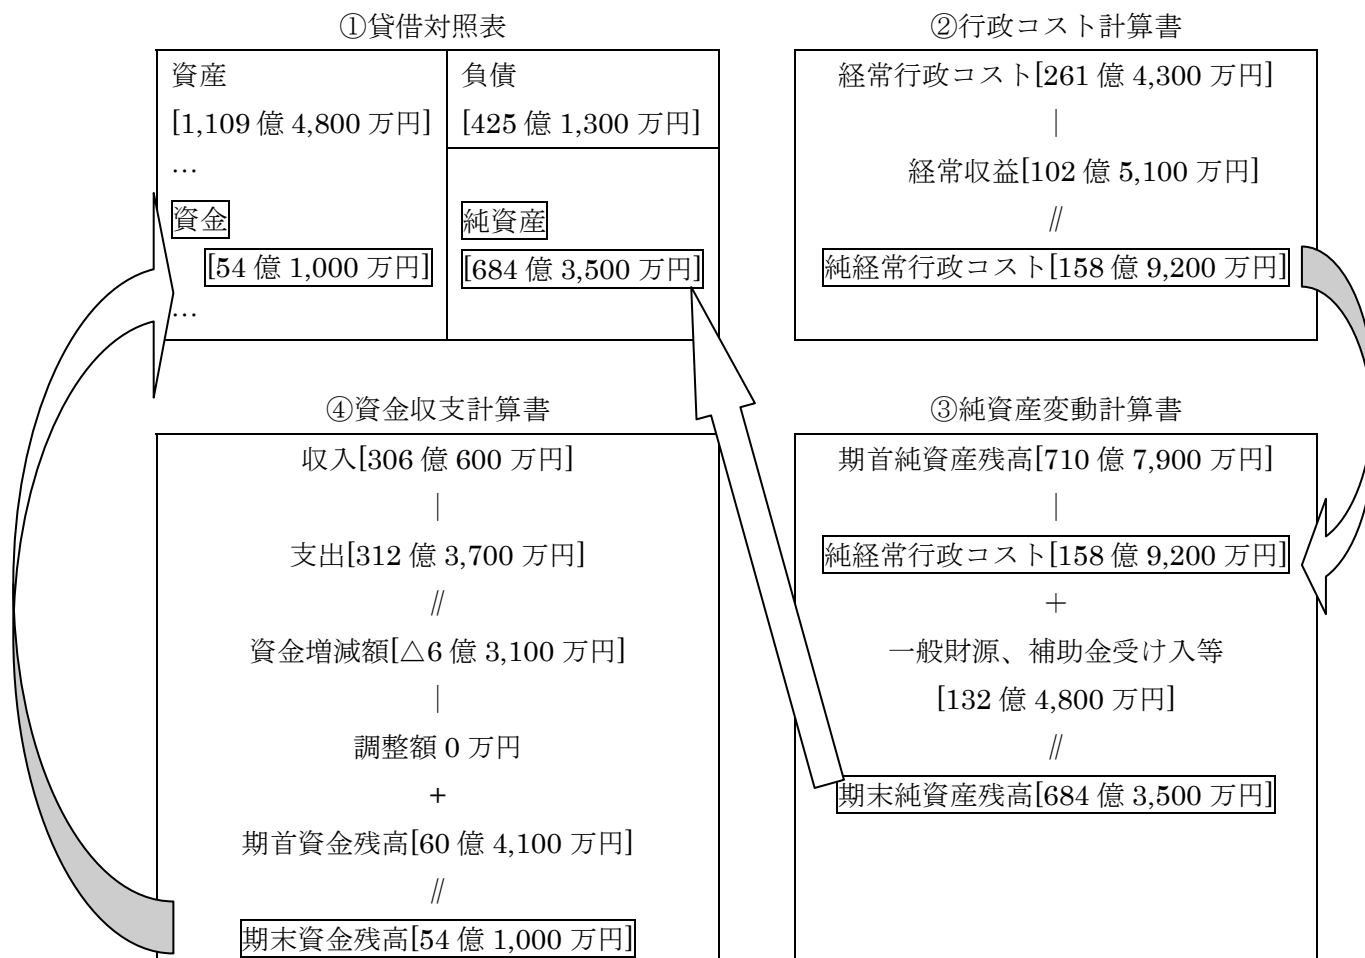 ①貸借対照表
資産
[1,109 億 4,800 万円]
…
資金
[54 億 1,000 万円]
…
負債
[425 億 1,300 万円]
純資産
[684 億 3,500 万円]
②行政コスト計算書
経常行政コスト[261 億 4,300 万円]
|
経常収益[102 億 5,100 万円]
//
純経常行政コスト[158 億 9,200 万円]
④資金収支計算書
収入[306 億 600 万円]
|
支出[312 億 3,700 万円]
//
資金増減額[△6 億 3,100 万円]
|
調整額 0 万円
+
期首資金残高[60 億 4,100 万円]
//
期末資金残高[54 億 1,000 万円]
③純資産変動計算書
期首純資産残高[710 億 7,900 万円]
|
純経常行政コスト[158 億 9,200 万円]
＋
一般財源、補助金受け入等
[132 億 4,800 万円]
//
期末純資産残高[684 億 3,500 万円]